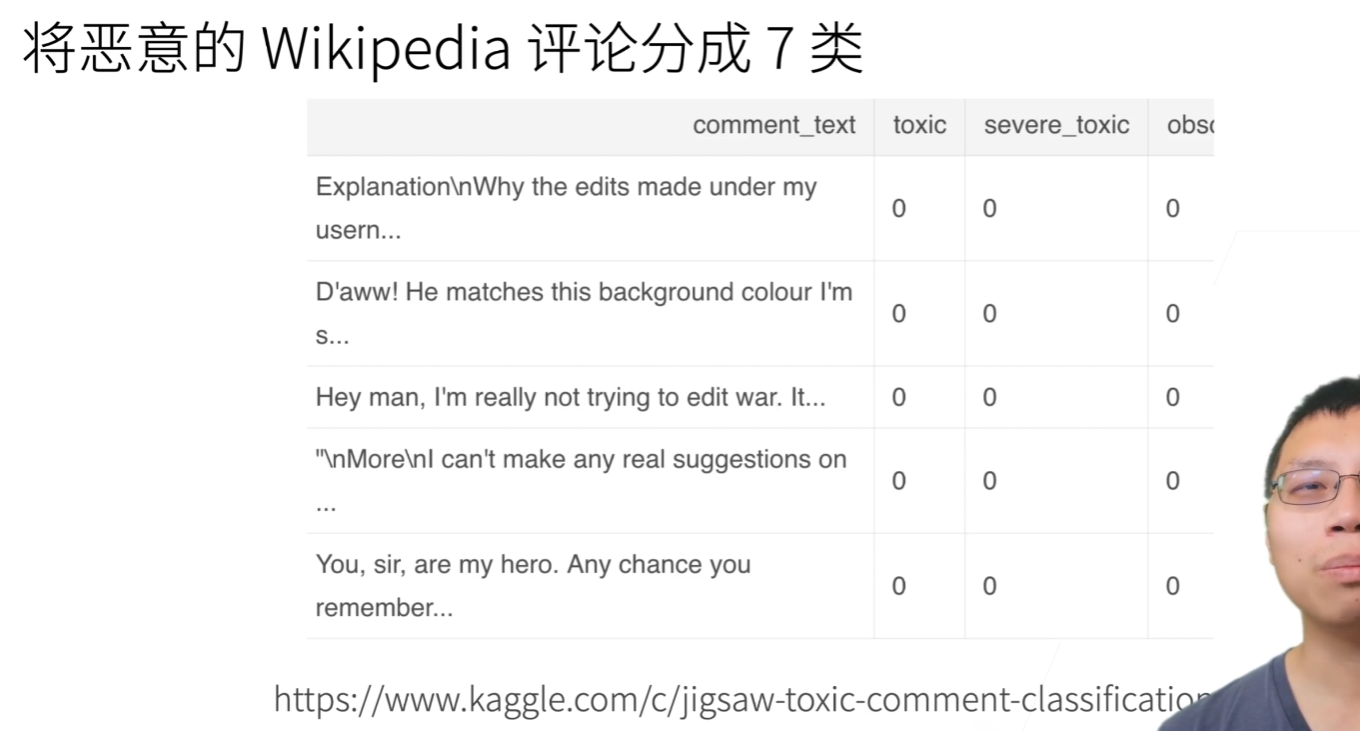 将恶意的 Wikipedia 评论分成 7 类
comment_text toxic severe_toxic
Explanation\nWhy the edits made under my
usern... 0 0 0
D'aww! He matches this background colour I'm
s... 0 0 0
Hey man, I'm really not trying to edit war. It... 0 0 0
"\nMore\nI can't make any real suggestions on
... 0 0 0
You, sir, are my hero. Any chance you
remember... 0 0 0
https://www.kaggle.com/c/jigsaw-toxic-comment-classification